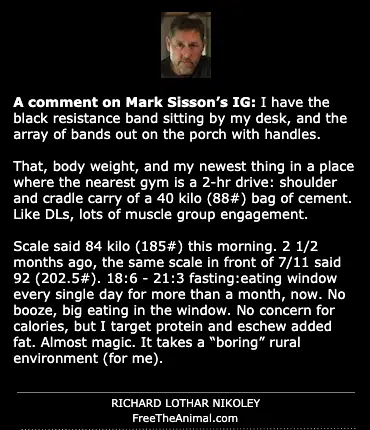 A comment on Mark Sisson's IG: I have the
black resistance band sitting by my desk, and the
array of bands out on the porch with handles.
That, body weight, and my newest thing in a place
where the nearest gym is a 2-hr drive: shoulder
and cradle carry of a 40 kilo (88#) bag of cement.
Like DLs, lots of muscle group engagement.
Scale said 84 kilo (185#) this morning. 2 1/2
months ago, the same scale in front of 7/11 said
92 (202.5#). 18:6 - 21:3 fasting:eating window
every single day for more than a month, now. No
booze, big eating in the window. No concern for
calories, but I target protein and eschew added
fat. Almost magic. It takes a “boring” rural
environment (for me).
RICHARD LOTHAR NIKOLEY
FreeTheAnimal.com